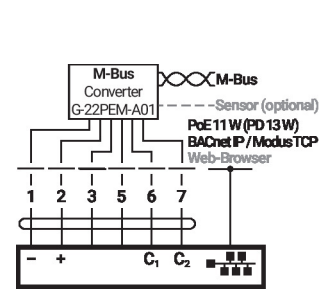 M-Bus
Converter
G-22PEM-A01
M-Bus
Sensor (optional)
PoE 11 W (PD 13 W)
BACnet IP / Modus TCP
Web-Browser
1 2 3 5 6 7
− + C₁ C₂